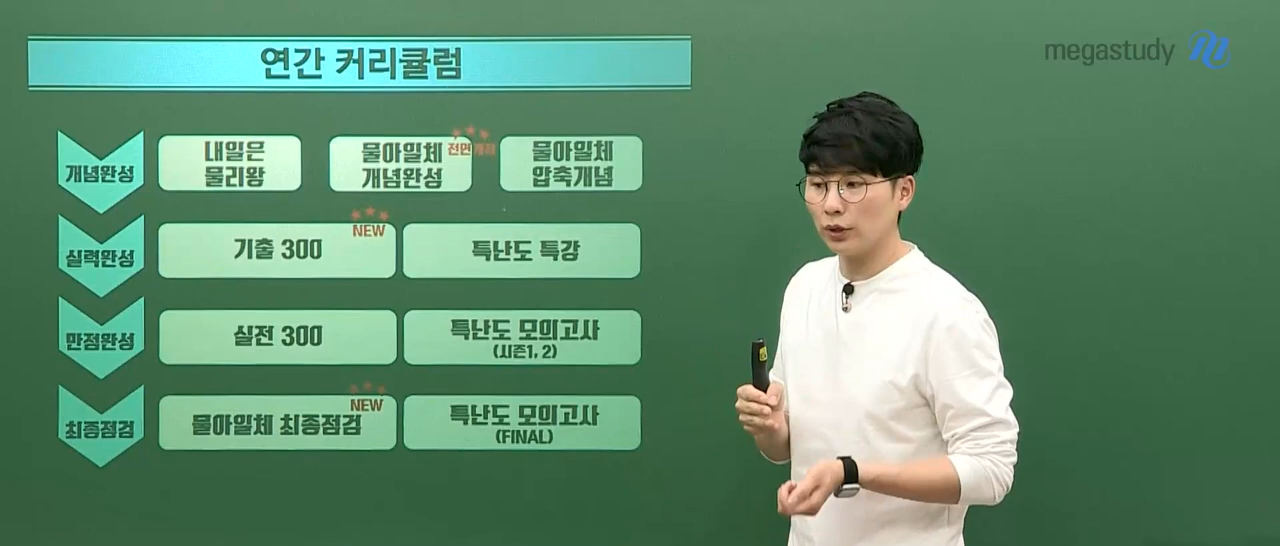 연간 커리큘럼
megastudy
개념완성
내일은
물리왕
물아일체
개념완성
전면개정
물아일체
압축개념
실력완성
기출 300
NEW
특난도 특강
만점완성
실전 300
특난도 모의고사
(시즌1, 2)
최종점검
물아일체 최종점검
NEW
특난도 모의고사
(FINAL)